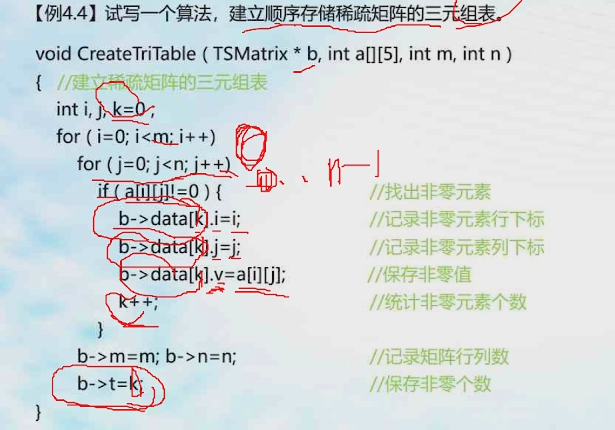 【例4.4】试写一个算法，建立顺序存储稀疏矩阵的三元组表。
void CreateTriTable ( TSMatrix * b, int a[][5], int m, int n )
{ //建立稀疏矩阵的三元组表
int i, j, k=0 ;
for ( i=0; i<m; i++)
for ( j=0; j<n; j++)
n-1
if ( a[i][j]!=0 ) { //找出非零元素
b->data[k].i=i; //记录非零元素行下标
b->data[k].j=j; //记录非零元素列下标
b->data[k].v=a[i][j]; //保存非零值
k++; //统计非零元素个数
}
b->m=m; b->n=n; //记录矩阵行列数
b->t=k; //保存非零个数
}